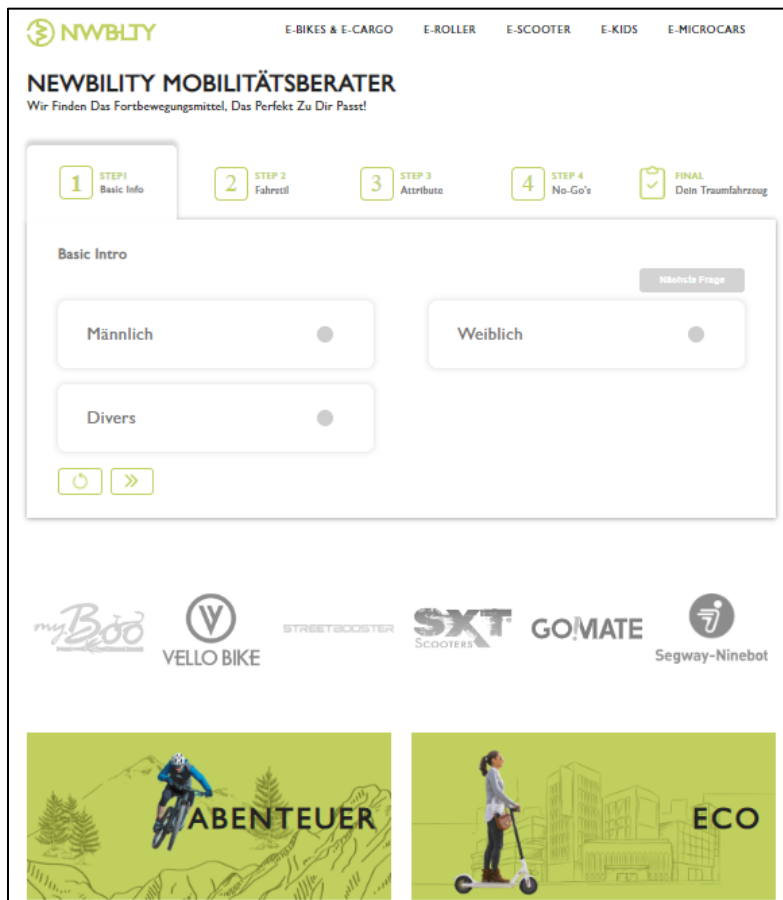 NWBLTY
E-BIKES & E-CARGO E-ROLLER E-SCOOTER E-KIDS E-MICROCARS
NEWBILITY MOBILITÄTSBERATER
Wir Finden Das Fortbewegungsmittel, Das Perfekt Zu Dir Passt!
1 STEP1 Basic Info
2 STEP 2 Fahrstil
3 STEP 3 Attribute
4 STEP 4 No-Go's
FINAL Dein Traumfahrzeug
Basic Intro
Nächste Frage
Männlich
Weiblich
Divers
my Boo
VELLO BIKE
STREETBOOSTER
SXT SCOOTERS
GO!MATE
Segway-Ninebot
ABENTEUER
ECO